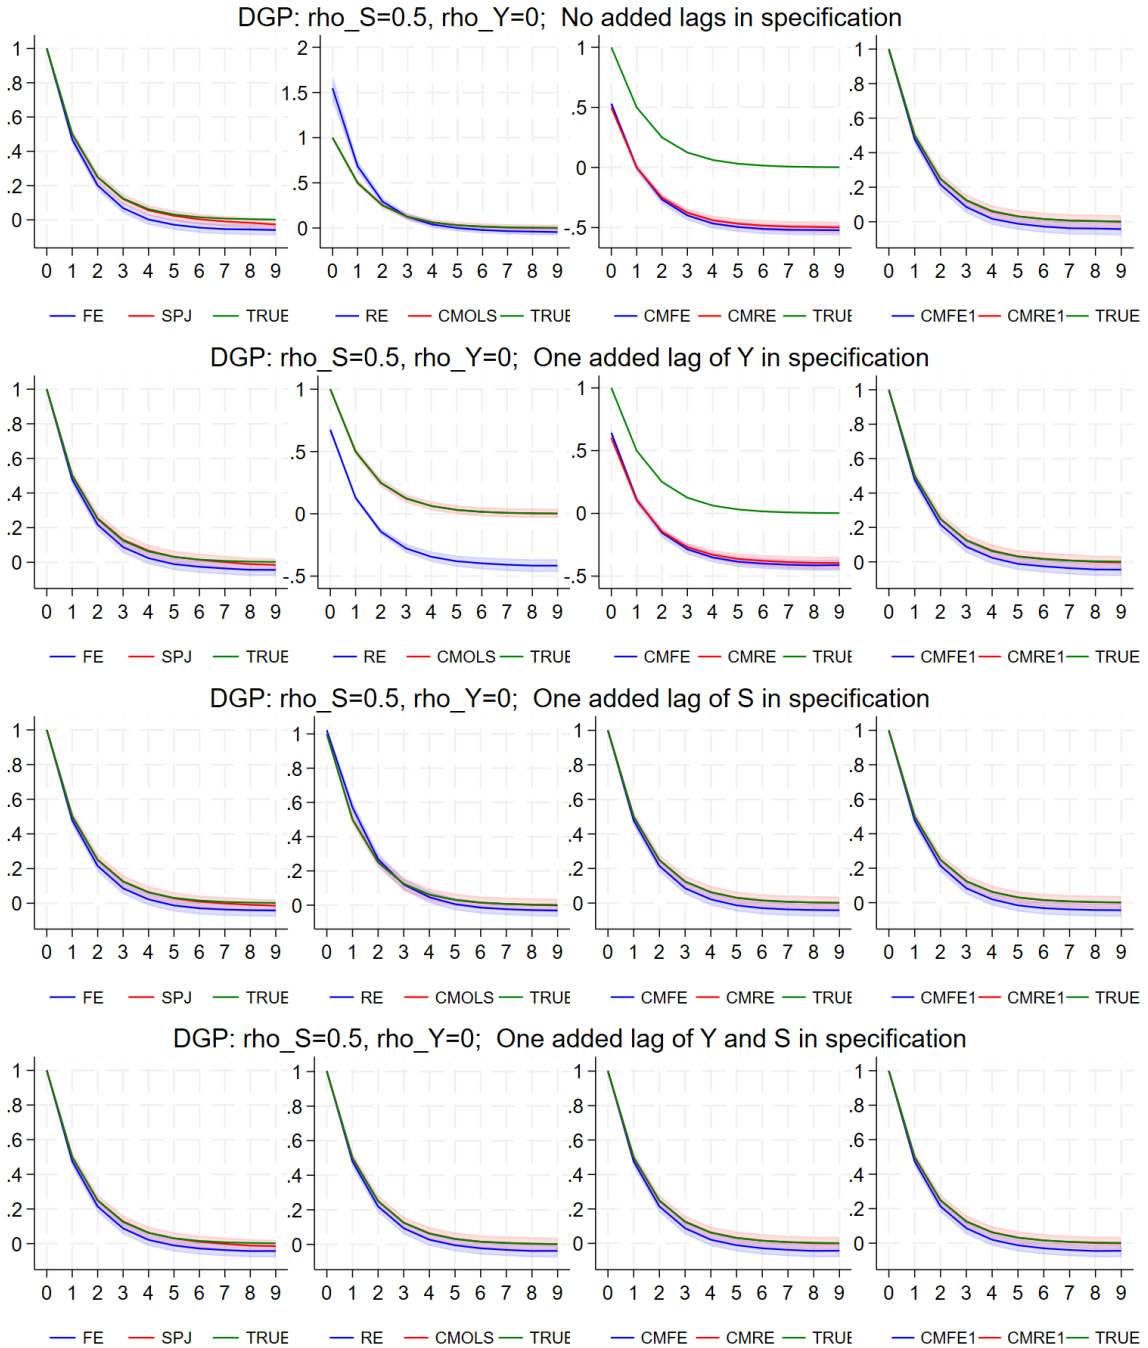 DGP: rho_S=0.5, rho_Y=0;  No added lags in specification
1 .8 .6 .4 .2 0
0 1 2 3 4 5 6 7 8 9
FE SPJ TRUE
2 1.5 1 .5 0
0 1 2 3 4 5 6 7 8 9
RE CMOLS TRUE
1 .5 0 -.5
0 1 2 3 4 5 6 7 8 9
CMFE CMRE TRUE
1 .8 .6 .4 .2 0
0 1 2 3 4 5 6 7 8 9
CMFE1 CMRE1 TRUE
DGP: rho_S=0.5, rho_Y=0;  One added lag of Y in specification
1 .8 .6 .4 .2 0
0 1 2 3 4 5 6 7 8 9
FE SPJ TRUE
1 .5 0 -.5
0 1 2 3 4 5 6 7 8 9
RE CMOLS TRUE
1 .5 0 -.5
0 1 2 3 4 5 6 7 8 9
CMFE CMRE TRUE
1 .8 .6 .4 .2 0
0 1 2 3 4 5 6 7 8 9
CMFE1 CMRE1 TRUE
DGP: rho_S=0.5, rho_Y=0;  One added lag of S in specification
1 .8 .6 .4 .2 0
0 1 2 3 4 5 6 7 8 9
FE SPJ TRUE
1 .8 .6 .4 .2 0
0 1 2 3 4 5 6 7 8 9
RE CMOLS TRUE
1 .8 .6 .4 .2 0
0 1 2 3 4 5 6 7 8 9
CMFE CMRE TRUE
1 .8 .6 .4 .2 0
0 1 2 3 4 5 6 7 8 9
CMFE1 CMRE1 TRUE
DGP: rho_S=0.5, rho_Y=0;  One added lag of Y and S in specification
1 .8 .6 .4 .2 0
0 1 2 3 4 5 6 7 8 9
FE SPJ TRUE
1 .8 .6 .4 .2 0
0 1 2 3 4 5 6 7 8 9
RE CMOLS TRUE
1 .8 .6 .4 .2 0
0 1 2 3 4 5 6 7 8 9
CMFE CMRE TRUE
1 .8 .6 .4 .2 0
0 1 2 3 4 5 6 7 8 9
CMFE1 CMRE1 TRUE